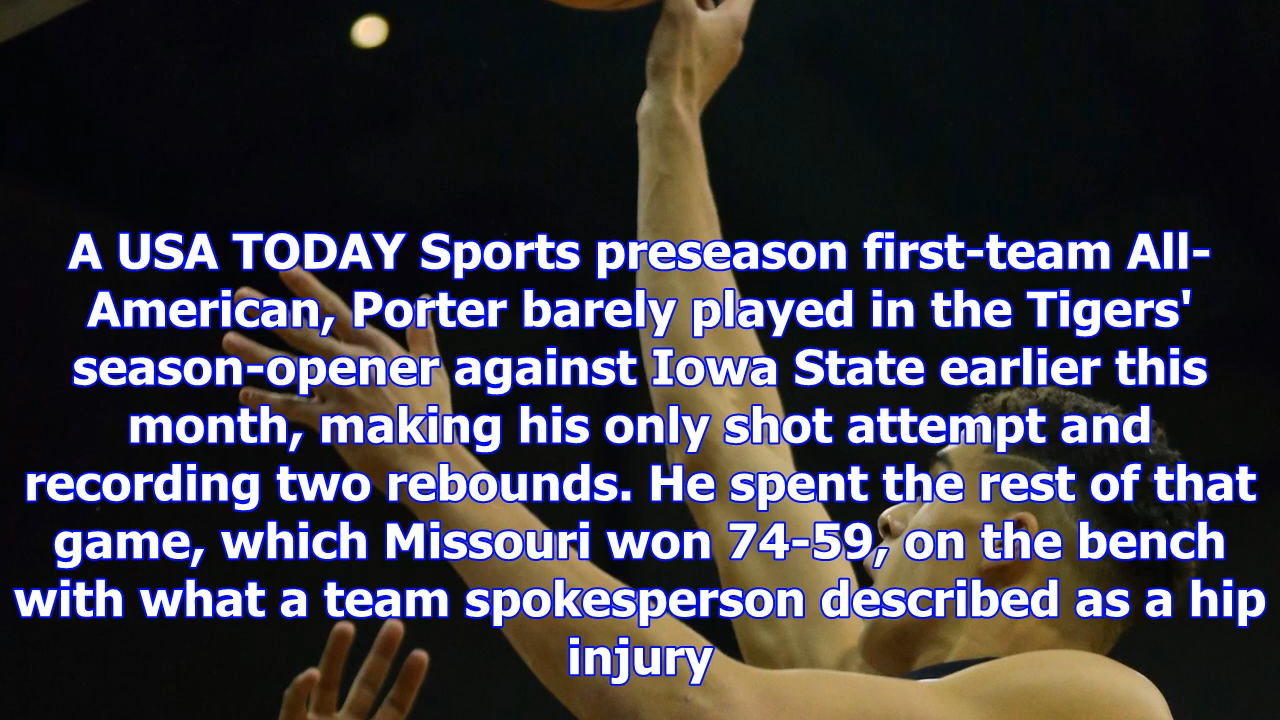 A USA TODAY Sports preseason first-team All-
American, Porter barely played in the Tigers'
season-opener against Iowa State earlier this
month, making his only shot attempt and
recording two rebounds. He spent the rest of that
game, which Missouri won 74-59, on the bench
with what a team spokesperson described as a hip
injury